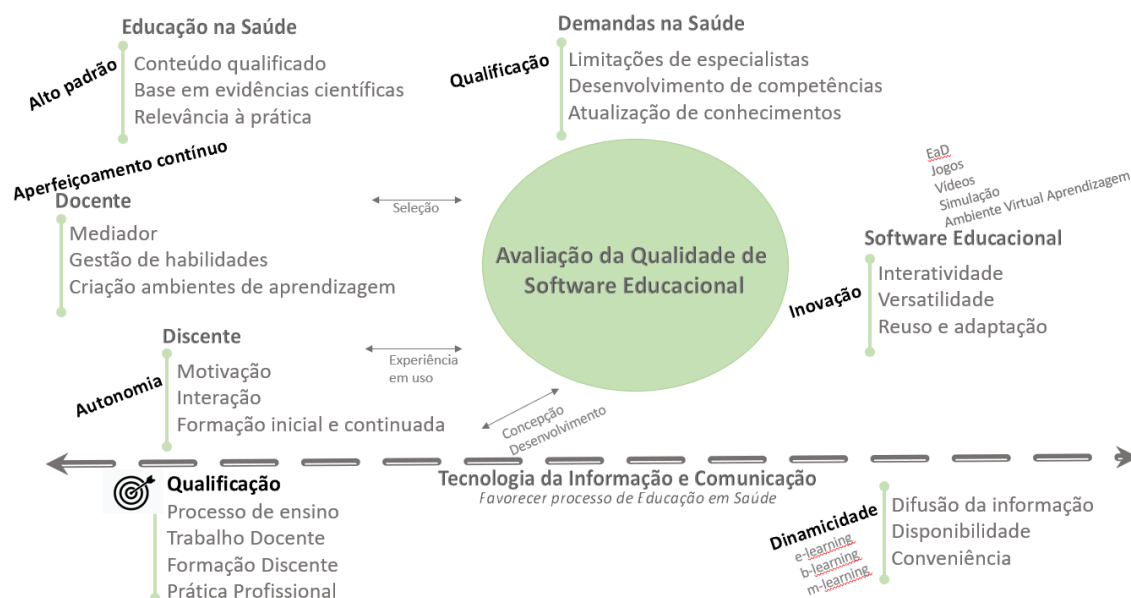 Educação na Saúde
Alto padrão
Conteúdo qualificado
Base em evidências científicas
Relevância à prática
Demandas na Saúde
Qualificação
Limitações de especialistas
Desenvolvimento de competências
Atualização de conhecimentos
Aperfeiçoamento contínuo
Docente
Mediador
Gestão de habilidades
Criação ambientes de aprendizagem
Seleção
Avaliação da Qualidade de
Software Educacional
EaD
Jogos
Vídeos
Simulação
Ambiente Virtual Aprendizagem
Software Educacional
Inovação
Interatividade
Versatilidade
Reuso e adaptação
Discente
Autonomia
Motivação
Interação
Formação inicial e continuada
Experiência
em uso
Concepção
Desenvolvimento
Tecnologia da Informação e Comunicação
Favorecer processo de Educação em Saúde
Qualificação
Processo de ensino
Trabalho Docente
Formação Discente
Prática Profissional
Dinamicidade
e-learning
b-learning
m-learning
Difusão da informação
Disponibilidade
Conveniência